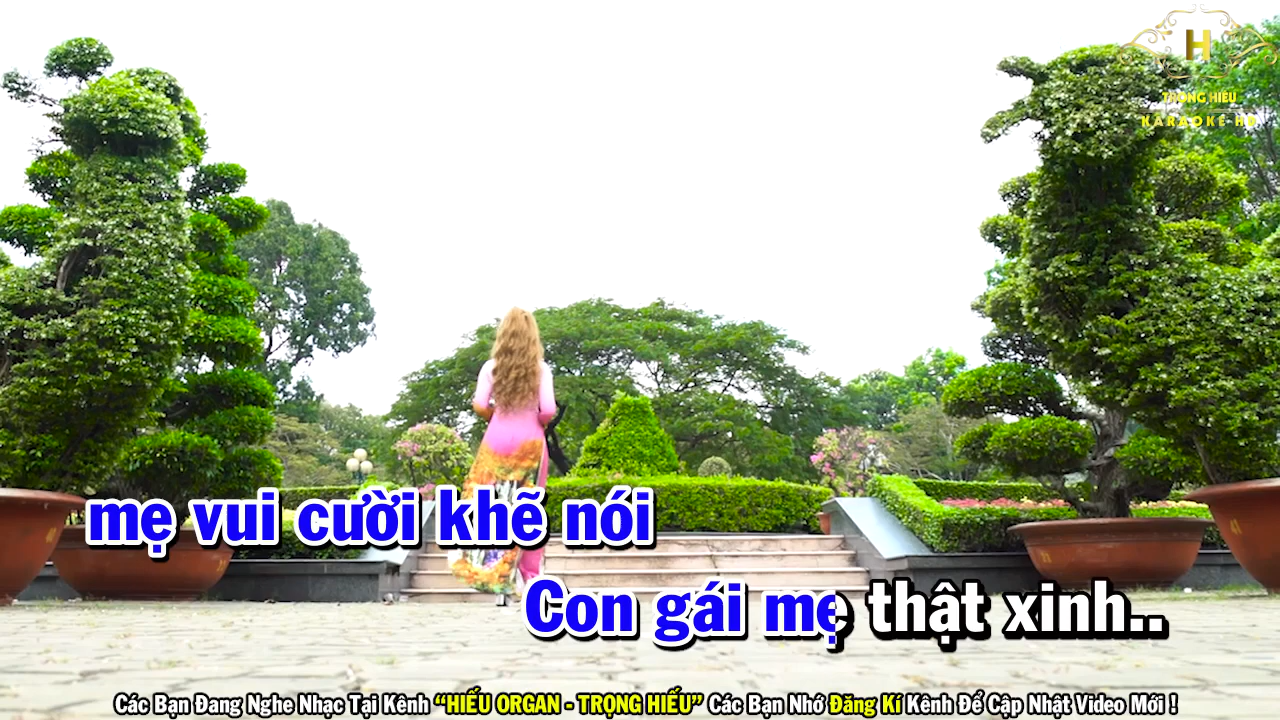 H
TRỌNG HIẾU
KARAOKE HD
mẹ vui cười khẽ nói
Con gái mẹ thật xinh..
Các Bạn Đang Nghe Nhạc Tại Kênh “HIẾU ORGAN - TRỌNG HIẾU” Các Bạn Nhớ Đăng Kí Kênh Để Cập Nhật Video Mới !